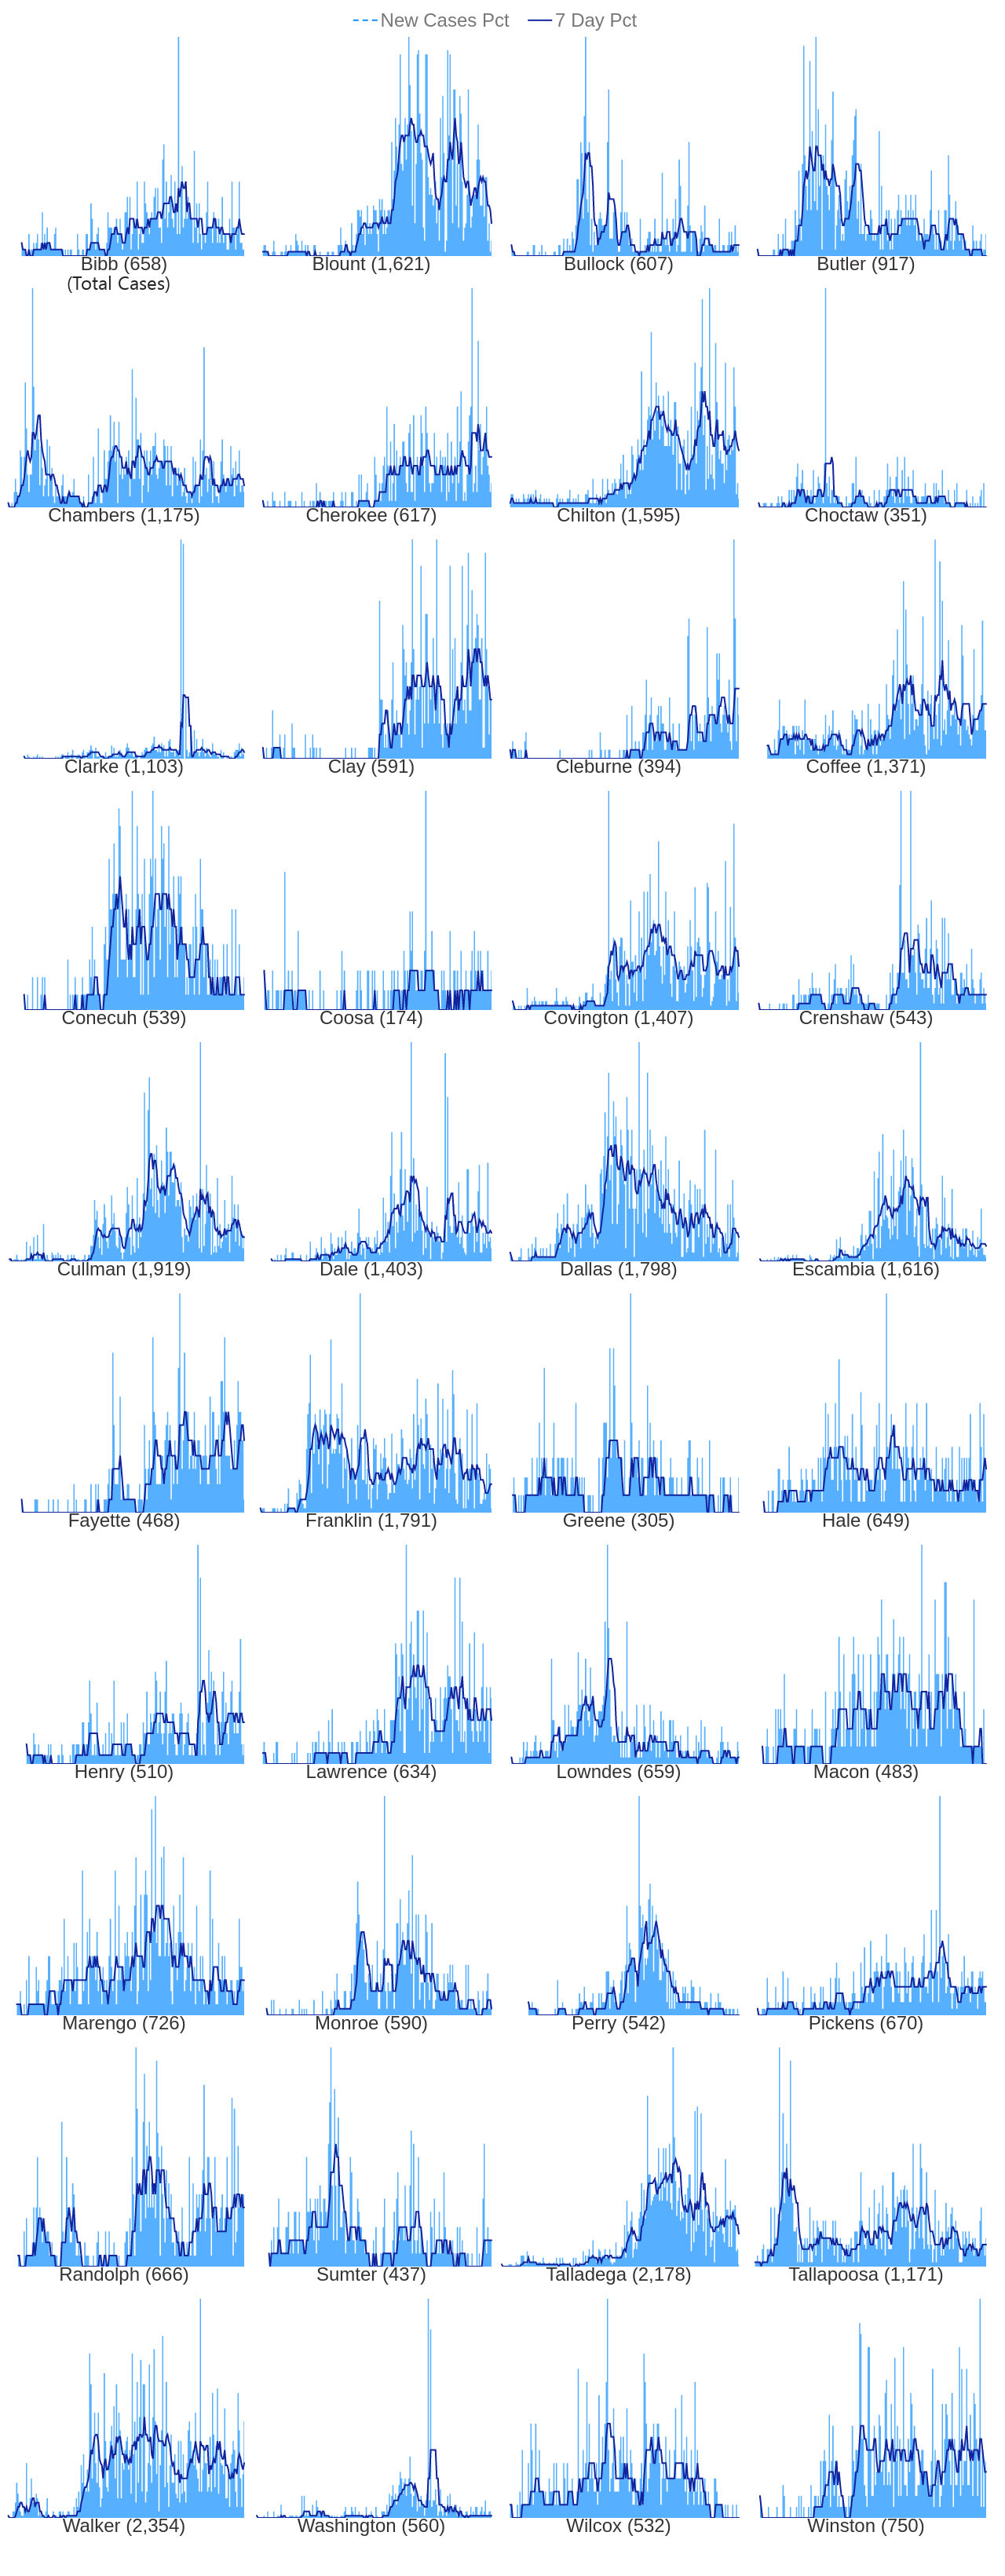 New Cases Pct 7 Day Pct
Bibb (658) Blount (1,621) Bullock (607) Butler (917)
(Total Cases)
Chambers (1,175) Cherokee (617) Chilton (1,595) Choctaw (351)
Clarke (1,103) Clay (591) Cleburne (394) Coffee (1,371)
Conecuh (539) Coosa (174) Covington (1,407) Crenshaw (543)
Cullman (1,919) Dale (1,403) Dallas (1,798) Escambia (1,616)
Fayette (468) Franklin (1,791) Greene (305) Hale (649)
Henry (510) Lawrence (634) Lowndes (659) Macon (483)
Marengo (726) Monroe (590) Perry (542) Pickens (670)
Randolph (666) Sumter (437) Talladega (2,178) Tallapoosa (1,171)
Walker (2,354) Washington (560) Wilcox (532) Winston (750)